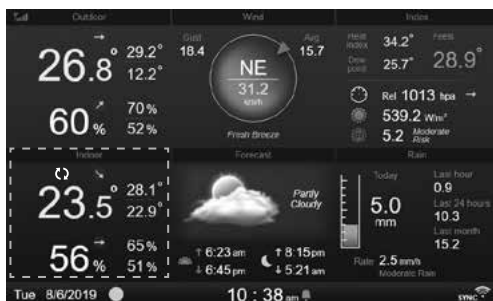 Outdoor
26.8°
29.2°
12.2°
60%
70%
52%
Wind
Gust
18.4
Avg
15.7
NE
31.2
km/h
Fresh Breeze
Index
Heat index 34.2°
Dew point 25.7°
Feels
28.9°
Rel 1013 hpa →
539.2 W/m²
5.2 Moderate Risk
Indoor
23.5°
28.1°
22.9°
56%
65%
51%
Forecast
Partly
Cloudy
↑ 6:23 am ↑ 8:15pm
↓ 6:45pm ↓ 5:21 am
Rain
Today
5.0
mm
Last hour
0.9
Last 24 hours
10.3
Last month
15.2
Rate 2.5 mm/h
Moderate Rain
Tue 8/6/2019 10:38 am SYNC